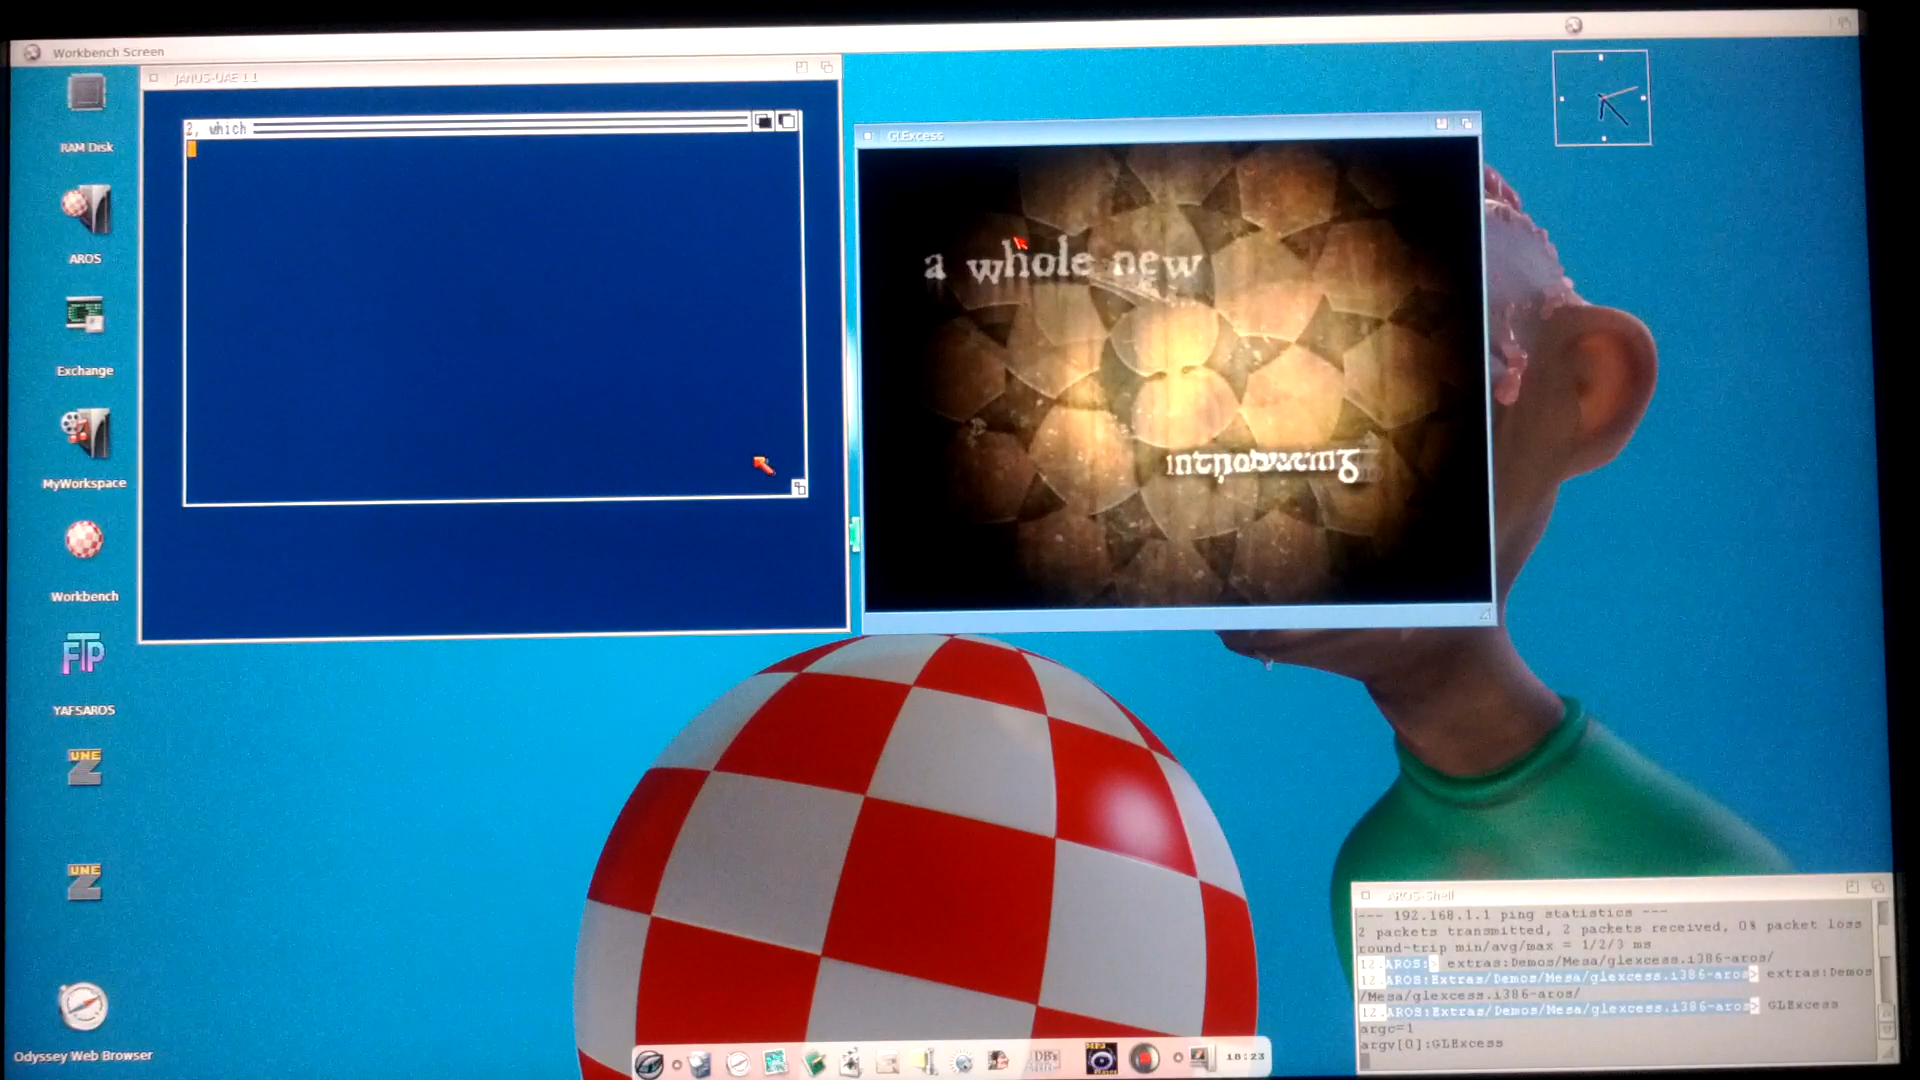 Workbench Screen
JANUS-UAE 1.1
2, which
RAM Disk
AROS
Exchange
MyWorkspace
Workbench
FTP
YAFSAROS
UNE
UNE
Odyssey Web Browser
GLExcess
a whole new
introducing
AROS-Shell
--- 192.168.1.1 ping statistics ---
2 packets transmitted, 2 packets received, 0% packet loss
round-trip min/avg/max = 1/2/3 ms
12.AROS:> extras:Demos/Mesa/glexcess.i386-aros/
12.AROS:Extras/Demos/Mesa/glexcess.i386-aros> extras:Demos
/Mesa/glexcess.i386-aros/
12.AROS:Extras/Demos/Mesa/glexcess.i386-aros> GLExcess
argc=1
argv[0]:GLExcess
DB's
18:23